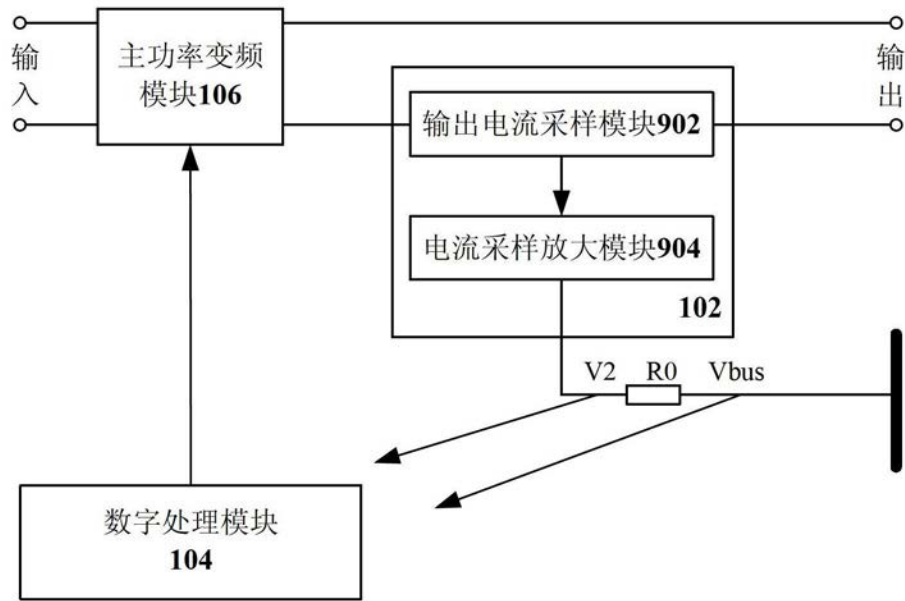 输入
主功率变频
模块106
输出
输出电流采样模块902
电流采样放大模块904
102
V2 R0 Vbus
数字处理模块
104